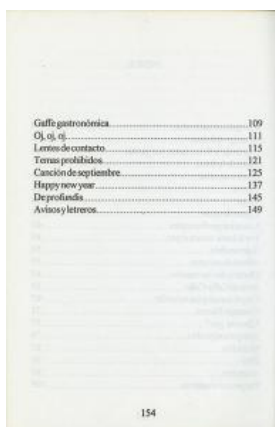 Gaffe gastronómica.......109
Oj, oj, oj.......111
Lentes de contacto.......115
Temas prohibidos.......121
Canción de septiembre.......125
Happy new year.......137
De profundis.......145
Avisos y letreros.......149
154